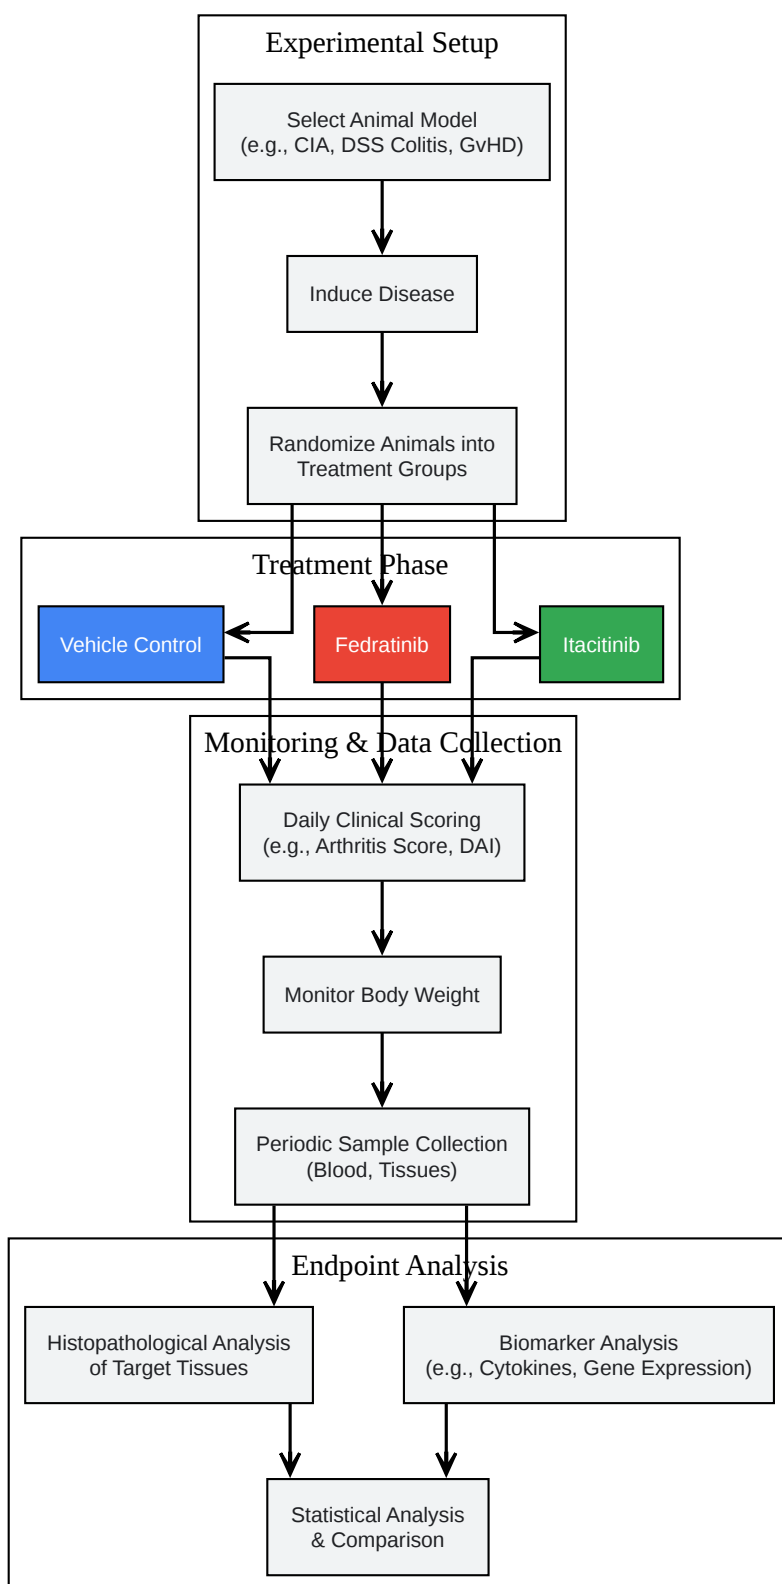 Experimental Setup
Select Animal Model
(e.g., CIA, DSS Colitis, GvHD)
Induce Disease
Randomize Animals into
Treatment Groups
Treatment Phase
Vehicle Control
Fedratinib
Itacitinib
Monitoring & Data Collection
Daily Clinical Scoring
(e.g., Arthritis Score, DAI)
Monitor Body Weight
Periodic Sample Collection
(Blood, Tissues)
Endpoint Analysis
Histopathological Analysis
of Target Tissues
Biomarker Analysis
(e.g., Cytokines, Gene Expression)
Statistical Analysis
& Comparison